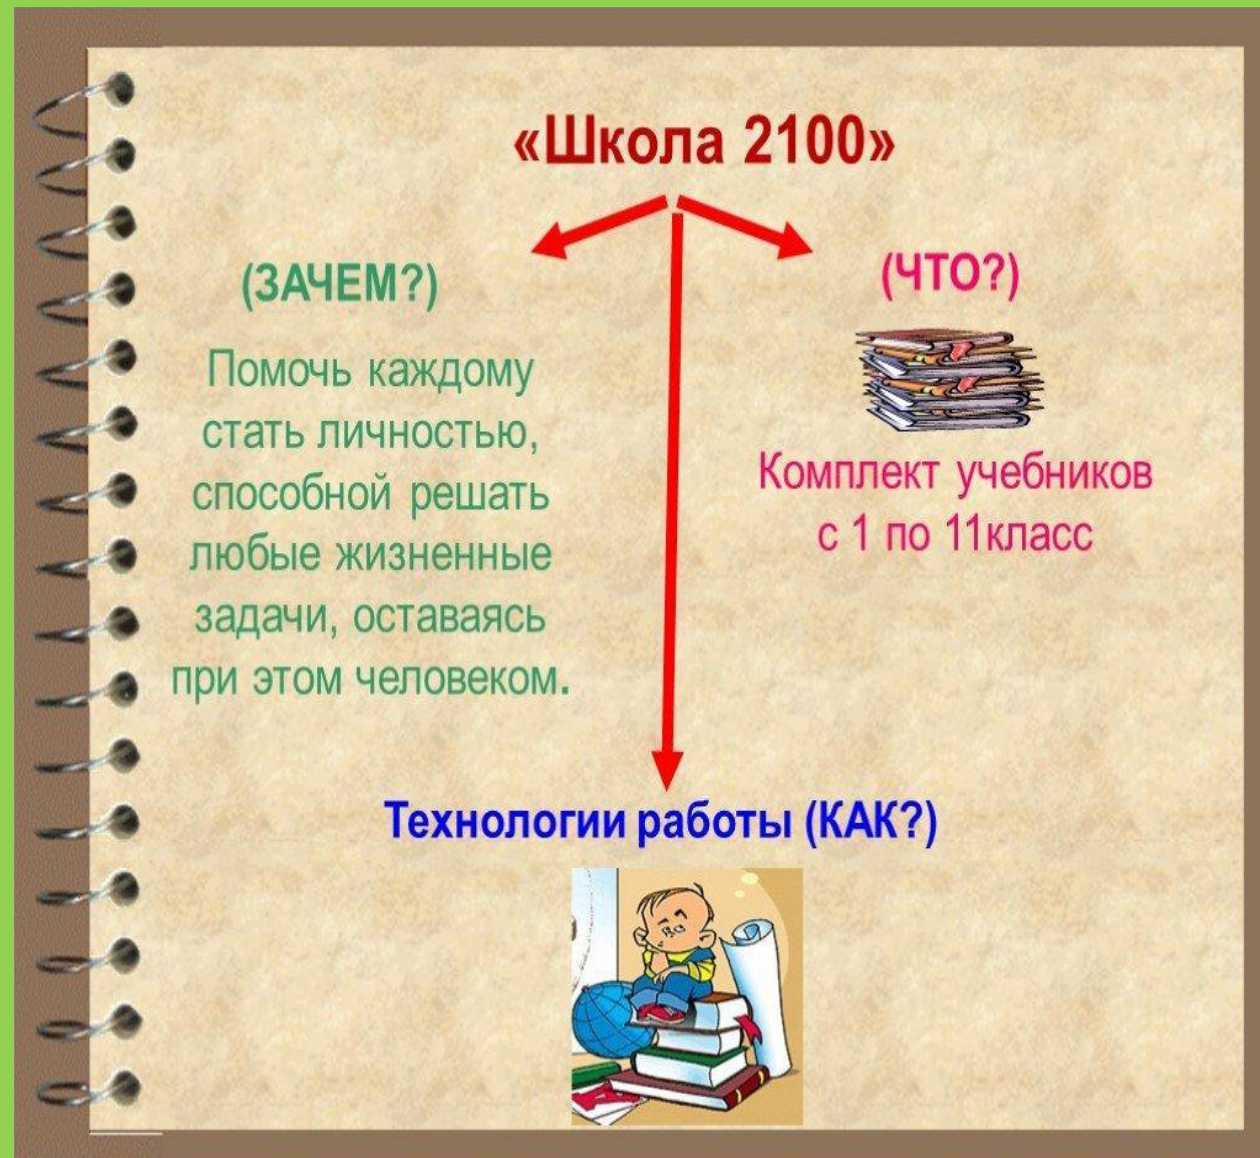 «Школа 2100»
(ЗАЧЕМ?)
Помочь каждому
стать личностью,
способной решать
любые жизненные
задачи, оставаясь
при этом человеком.
(ЧТО?)
Комплект учебников
с 1 по 11класс
Технологии работы (КАК?)